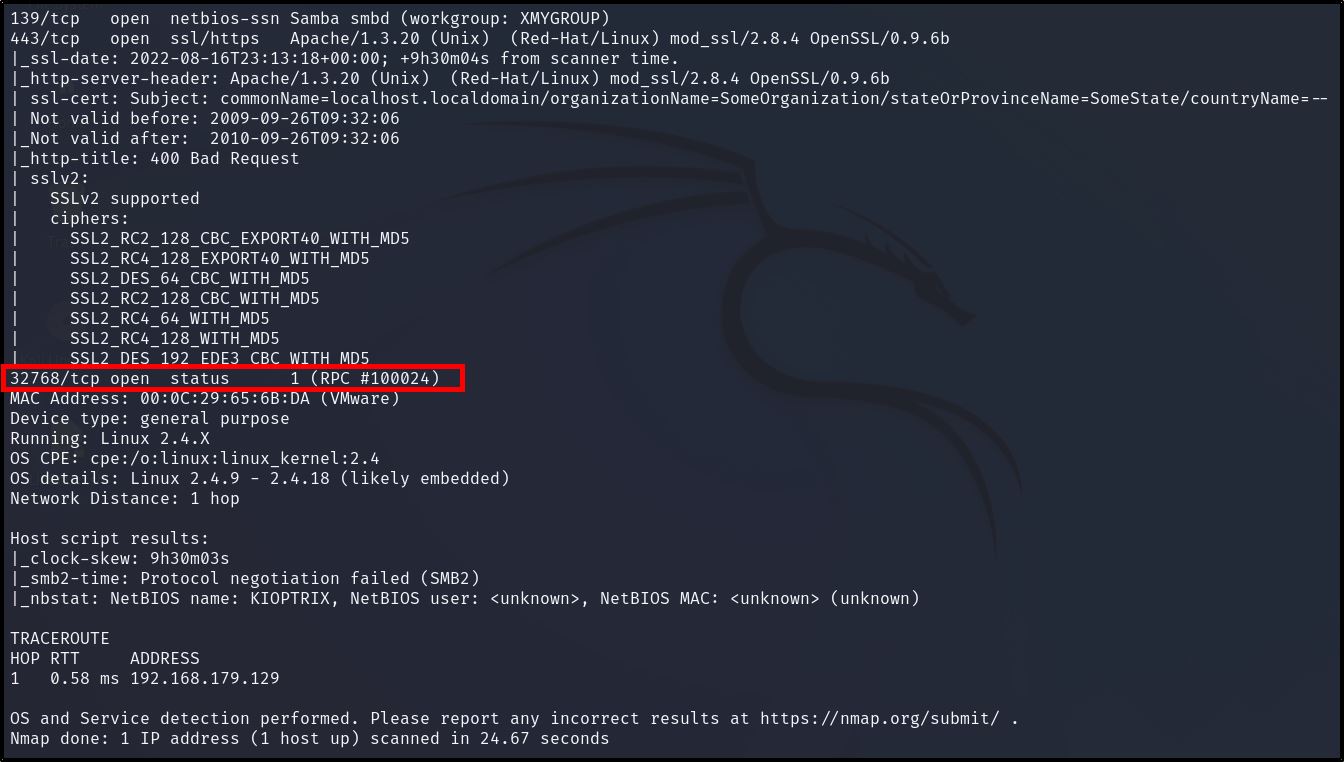 139/tcp   open  netbios-ssn Samba smbd (workgroup: XMYGROUP)
443/tcp   open  ssl/https   Apache/1.3.20 (Unix)  (Red-Hat/Linux) mod_ssl/2.8.4 OpenSSL/0.9.6b
|_ssl-date: 2022-08-16T23:13:18+00:00; +9h30m04s from scanner time.
|_http-server-header: Apache/1.3.20 (Unix)  (Red-Hat/Linux) mod_ssl/2.8.4 OpenSSL/0.9.6b
| ssl-cert: Subject: commonName=localhost.localdomain/organizationName=SomeOrganization/stateOrProvinceName=SomeState/countryName=--
| Not valid before: 2009-09-26T09:32:06
|_Not valid after:  2010-09-26T09:32:06
|_http-title: 400 Bad Request
| sslv2:
|   SSLv2 supported
|   ciphers:
|     SSL2_RC2_128_CBC_EXPORT40_WITH_MD5
|     SSL2_RC4_128_EXPORT40_WITH_MD5
|     SSL2_DES_64_CBC_WITH_MD5
|     SSL2_RC2_128_CBC_WITH_MD5
|     SSL2_RC4_64_WITH_MD5
|     SSL2_RC4_128_WITH_MD5
|_    SSL2_DES_192_EDE3_CBC_WITH_MD5
32768/tcp open  status      1 (RPC #100024)
MAC Address: 00:0C:29:65:6B:DA (VMware)
Device type: general purpose
Running: Linux 2.4.X
OS CPE: cpe:/o:linux:linux_kernel:2.4
OS details: Linux 2.4.9 - 2.4.18 (likely embedded)
Network Distance: 1 hop

Host script results:
|_clock-skew: 9h30m03s
|_smb2-time: Protocol negotiation failed (SMB2)
|_nbstat: NetBIOS name: KIOPTRIX, NetBIOS user: <unknown>, NetBIOS MAC: <unknown> (unknown)

TRACEROUTE
HOP RTT     ADDRESS
1   0.58 ms 192.168.179.129

OS and Service detection performed. Please report any incorrect results at https://nmap.org/submit/ .
Nmap done: 1 IP address (1 host up) scanned in 24.67 seconds